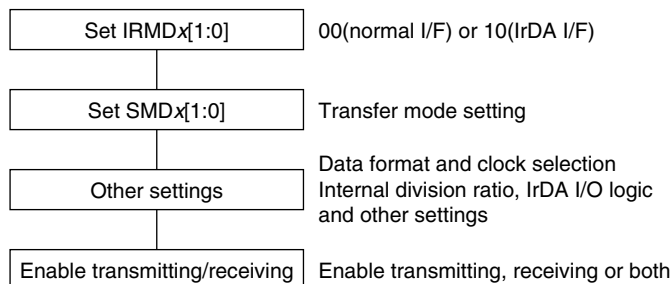 Set IRMDx[1:0]
00(normal I/F) or 10(IrDA I/F)
Set SMDx[1:0]
Transfer mode setting
Other settings
Data format and clock selection
Internal division ratio, IrDA I/O logic
and other settings
Enable transmitting/receiving
Enable transmitting, receiving or both